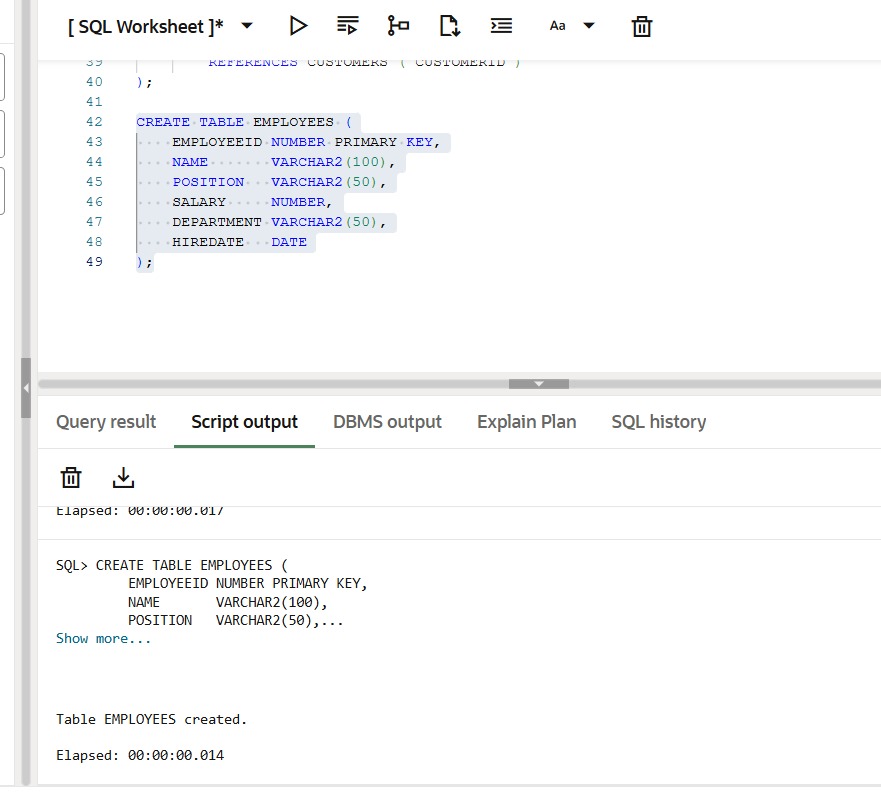 [ SQL Worksheet ]*
Aa
39 REFERENCES CUSTOMERS ( CUSTOMERID )
40 );
41
42 CREATE TABLE EMPLOYEES (
43 EMPLOYEEID NUMBER PRIMARY KEY,
44 NAME VARCHAR2(100),
45 POSITION VARCHAR2(50),
46 SALARY NUMBER,
47 DEPARTMENT VARCHAR2(50),
48 HIREDATE DATE
49 );
Query result Script output DBMS output Explain Plan SQL history
Elapsed: 00:00:00.017
SQL> CREATE TABLE EMPLOYEES (
EMPLOYEEID NUMBER PRIMARY KEY,
NAME VARCHAR2(100),
POSITION VARCHAR2(50),...
Show more...
Table EMPLOYEES created.
Elapsed: 00:00:00.014